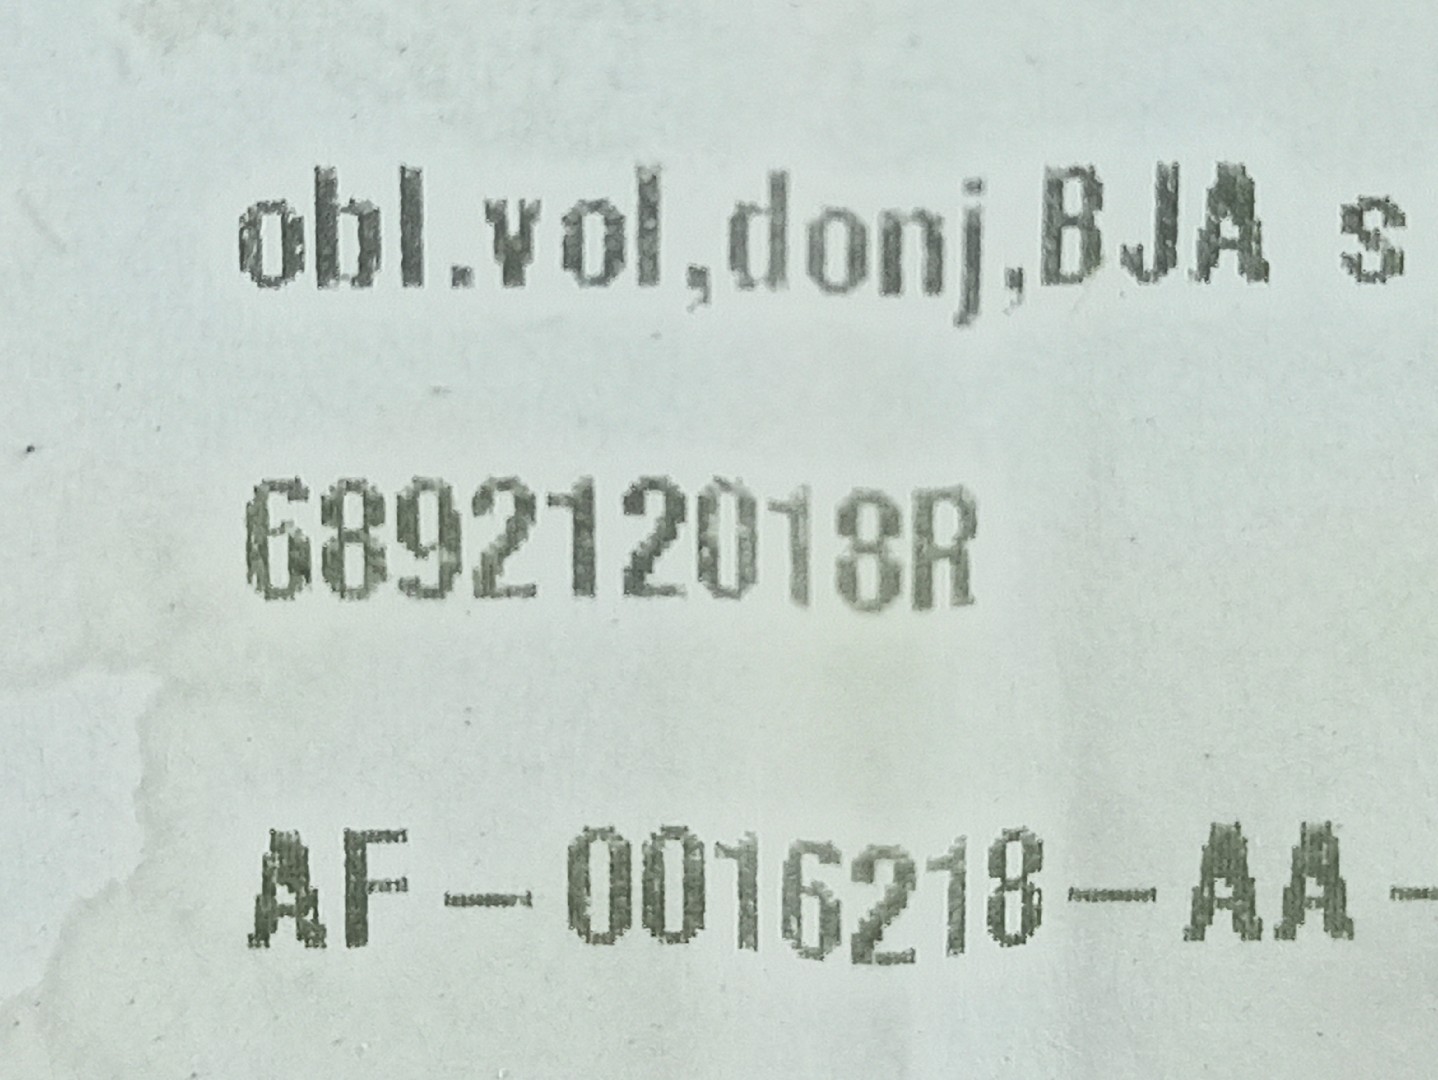 obl.vol,donj,BJA s
689212018R
AF-0016218-AA-